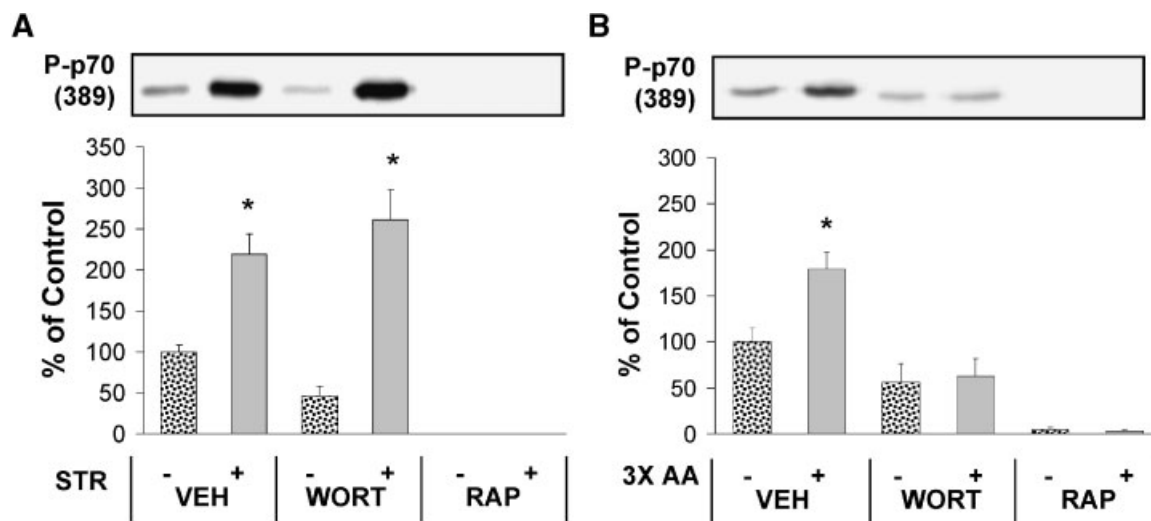 A
P-p70
(389)
350
*
300
*
250
200
150
100
50
0
% of Control
STR - + - + - +
VEH WORT RAP
B
P-p70
(389)
300
250
*
200
150
100
50
0
% of Control
3X AA - + - + - +
VEH WORT RAP